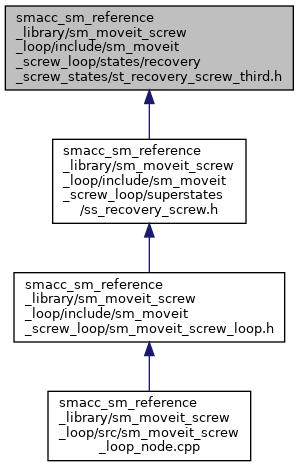 smacc_sm_reference
_library/sm_moveit_screw
_loop/include/sm_moveit
_screw_loop/states/recovery
_screw_states/st_recovery_screw_third.h
smacc_sm_reference
_library/sm_moveit_screw
_loop/include/sm_moveit
_screw_loop/superstates
/ss_recovery_screw.h
smacc_sm_reference
_library/sm_moveit_screw
_loop/include/sm_moveit
_screw_loop/sm_moveit_screw_loop.h
smacc_sm_reference
_library/sm_moveit_screw
_loop/src/sm_moveit_screw
_loop_node.cpp